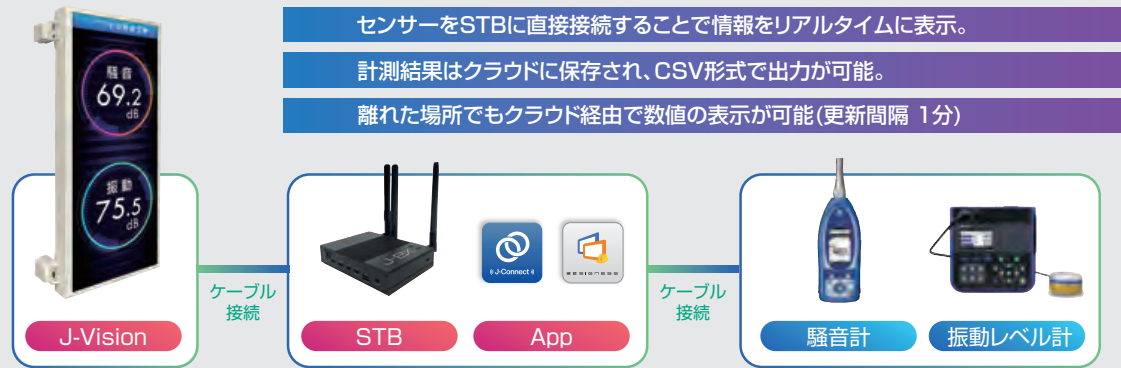 センサーをSTBに直接接続することで情報をリアルタイムに表示。
計測結果はクラウドに保存され、CSV形式で出力が可能。
離れた場所でもクラウド経由で数値の表示が可能(更新間隔 1分)
騒音
69.2
dB
振動
75.5
dB
J-Vision
ケーブル
接続
STB
J-Connect
App
ケーブル
接続
騒音計
振動レベル計